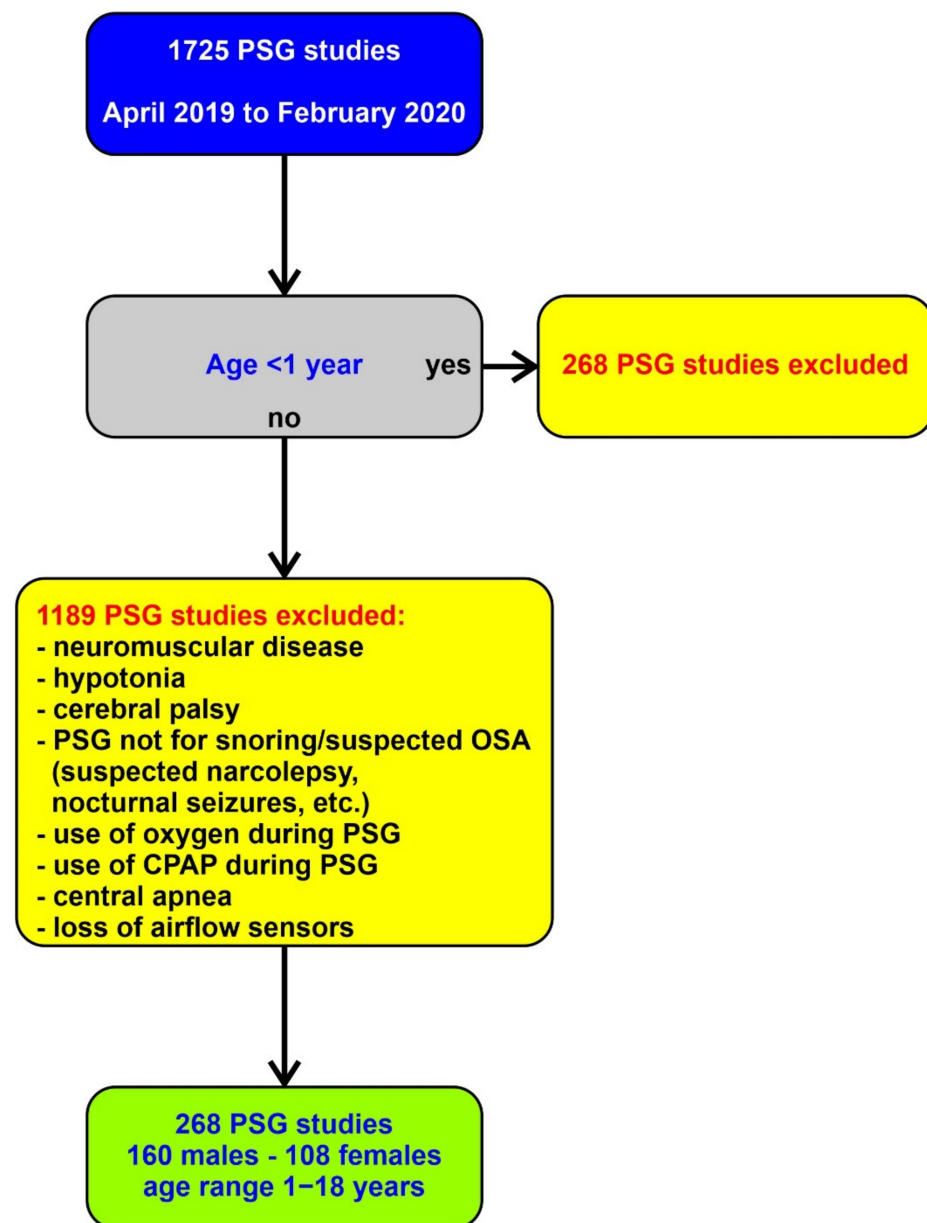 1725 PSG studies
April 2019 to February 2020
Age <1 year
yes
268 PSG studies excluded
no
1189 PSG studies excluded:
- neuromuscular disease
- hypotonia
- cerebral palsy
- PSG not for snoring/suspected OSA
(suspected narcolepsy,
nocturnal seizures, etc.)
- use of oxygen during PSG
- use of CPAP during PSG
- central apnea
- loss of airflow sensors
268 PSG studies
160 males - 108 females
age range 1−18 years